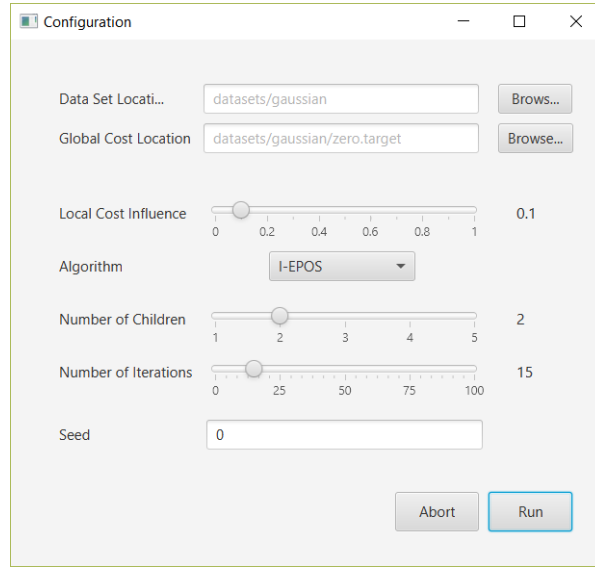 Configuration
Data Set Locati... datasets/gaussian Brows...
Global Cost Location datasets/gaussian/zero.target Browse...
Local Cost Influence 0.1
0 0.2 0.4 0.6 0.8 1
Algorithm I-EPOS
Number of Children 2
1 2 3 4 5
Number of Iterations 15
0 25 50 75 100
Seed 0
Abort Run